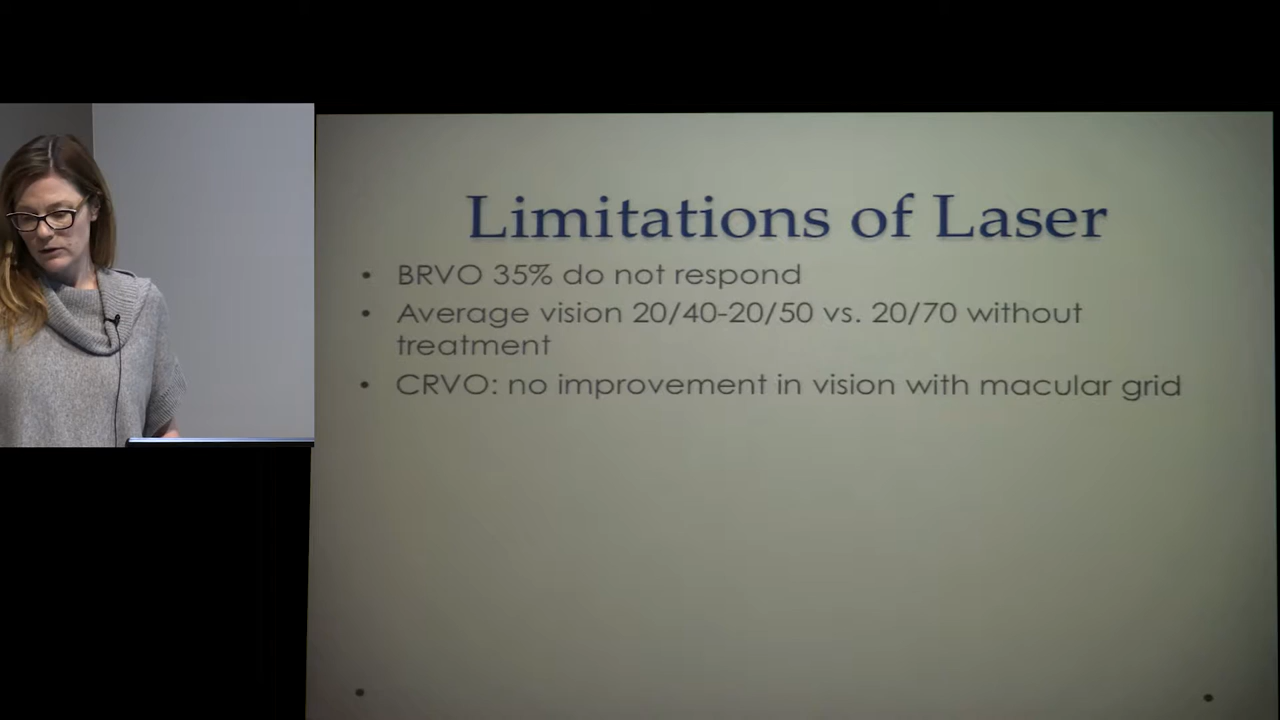 Limitations of Laser
• BRVO 35% do not respond
• Average vision 20/40-20/50 vs. 20/70 without
treatment
• CRVO: no improvement in vision with macular grid